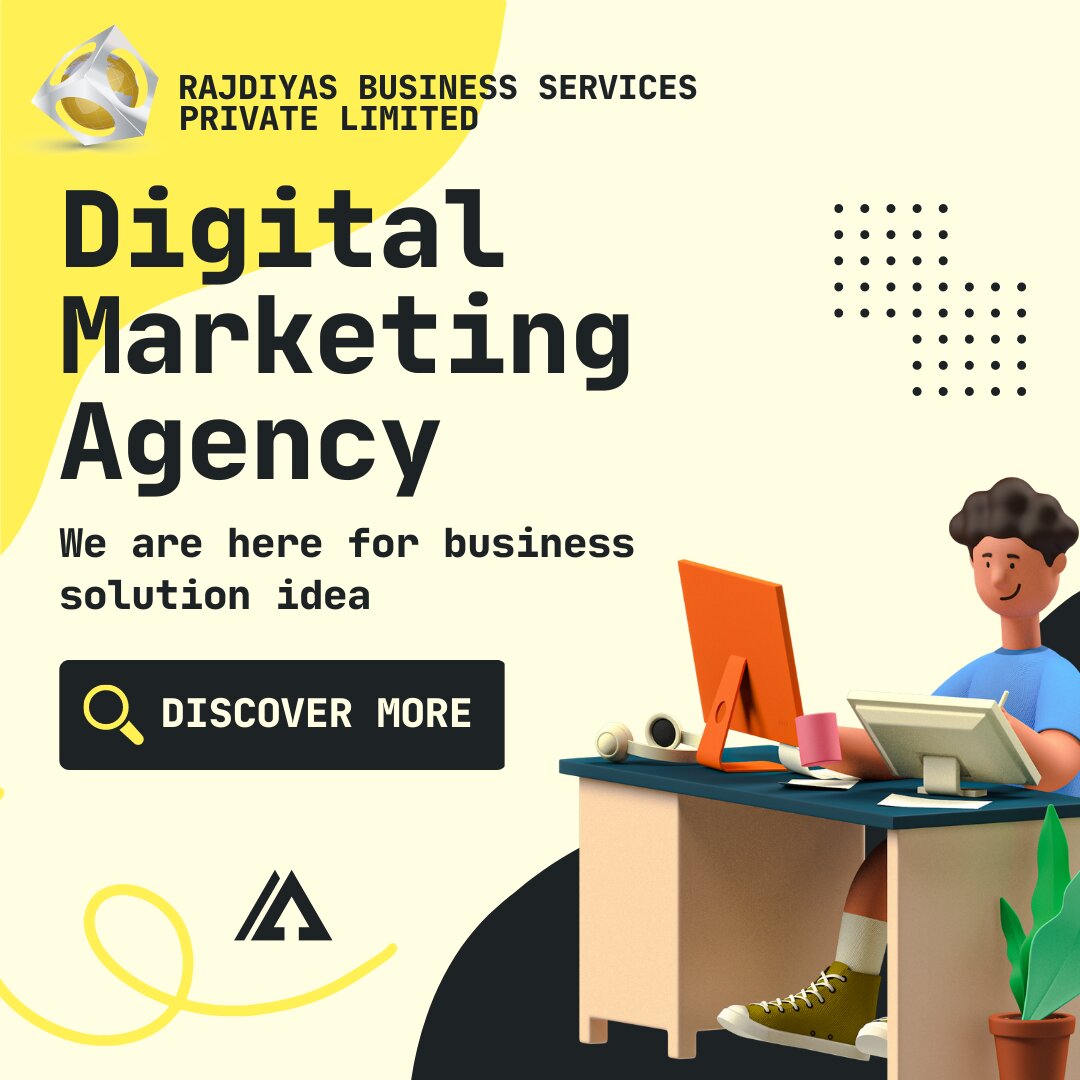 RAJDIYAS BUSINESS SERVICES
PRIVATE LIMITED
Digital
Marketing
Agency
We are here for business
solution idea
DISCOVER MORE